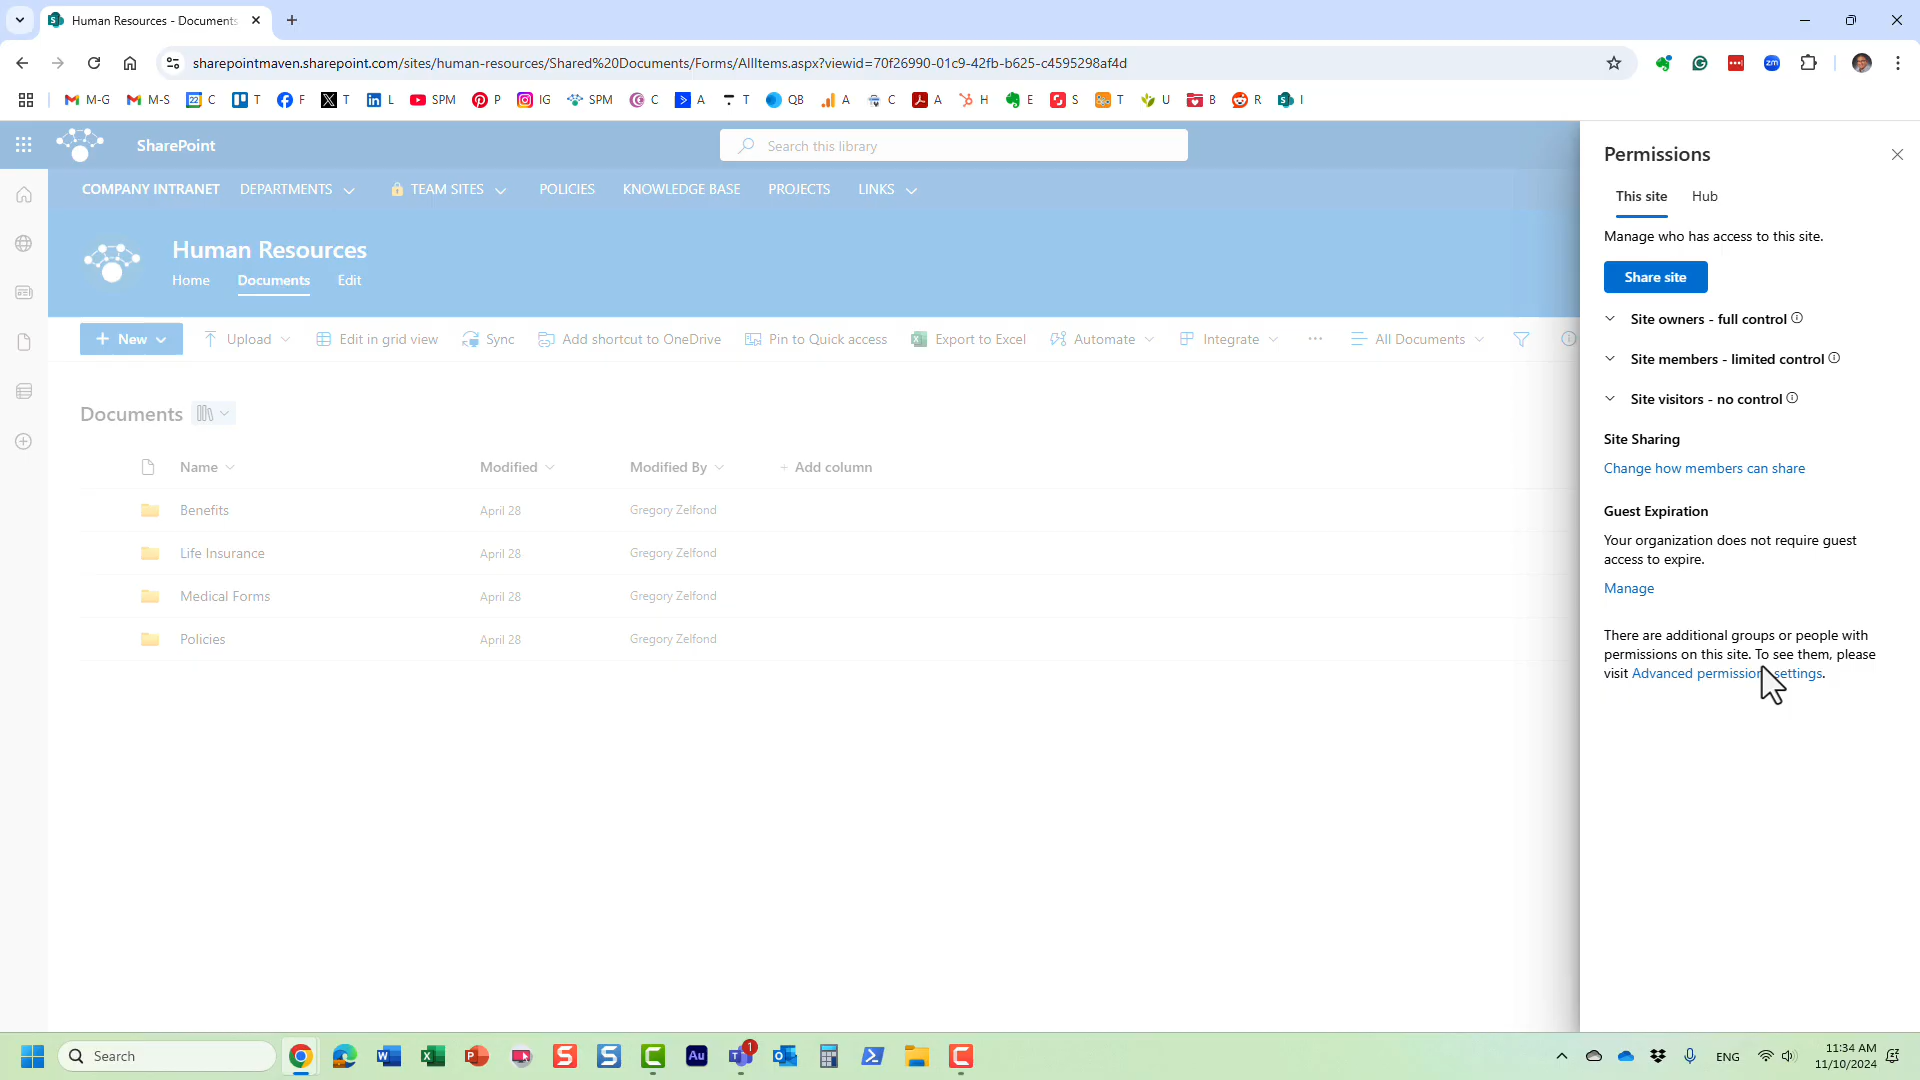 Human Resources - Documents
sharepointmaven.sharepoint.com/sites/human-resources/Shared%20Documents/Forms/AllItems.aspx?viewid=70f26990-01c9-42fb-b625-c4595298af4d
M-G M-S C T F T L SPM P IG SPM C A T QB A C A H E S T U B R I
SharePoint
Search this library
COMPANY INTRANET DEPARTMENTS TEAM SITES POLICIES KNOWLEDGE BASE PROJECTS LINKS
Human Resources
Home Documents Edit
New Upload Edit in grid view Sync Add shortcut to OneDrive Pin to Quick access Export to Excel Automate Integrate All Documents
Documents
Name Modified Modified By Add column
Benefits April 28 Gregory Zelfond
Life Insurance April 28 Gregory Zelfond
Medical Forms April 28 Gregory Zelfond
Policies April 28 Gregory Zelfond
Permissions
This site Hub
Manage who has access to this site.
Share site
Site owners - full control
Site members - limited control
Site visitors - no control
Site Sharing
Change how members can share
Guest Expiration
Your organization does not require guest
access to expire.
Manage
There are additional groups or people with
permissions on this site. To see them, please
visit Advanced permission settings.
Search
1
ENG
11:34 AM
11/10/2024